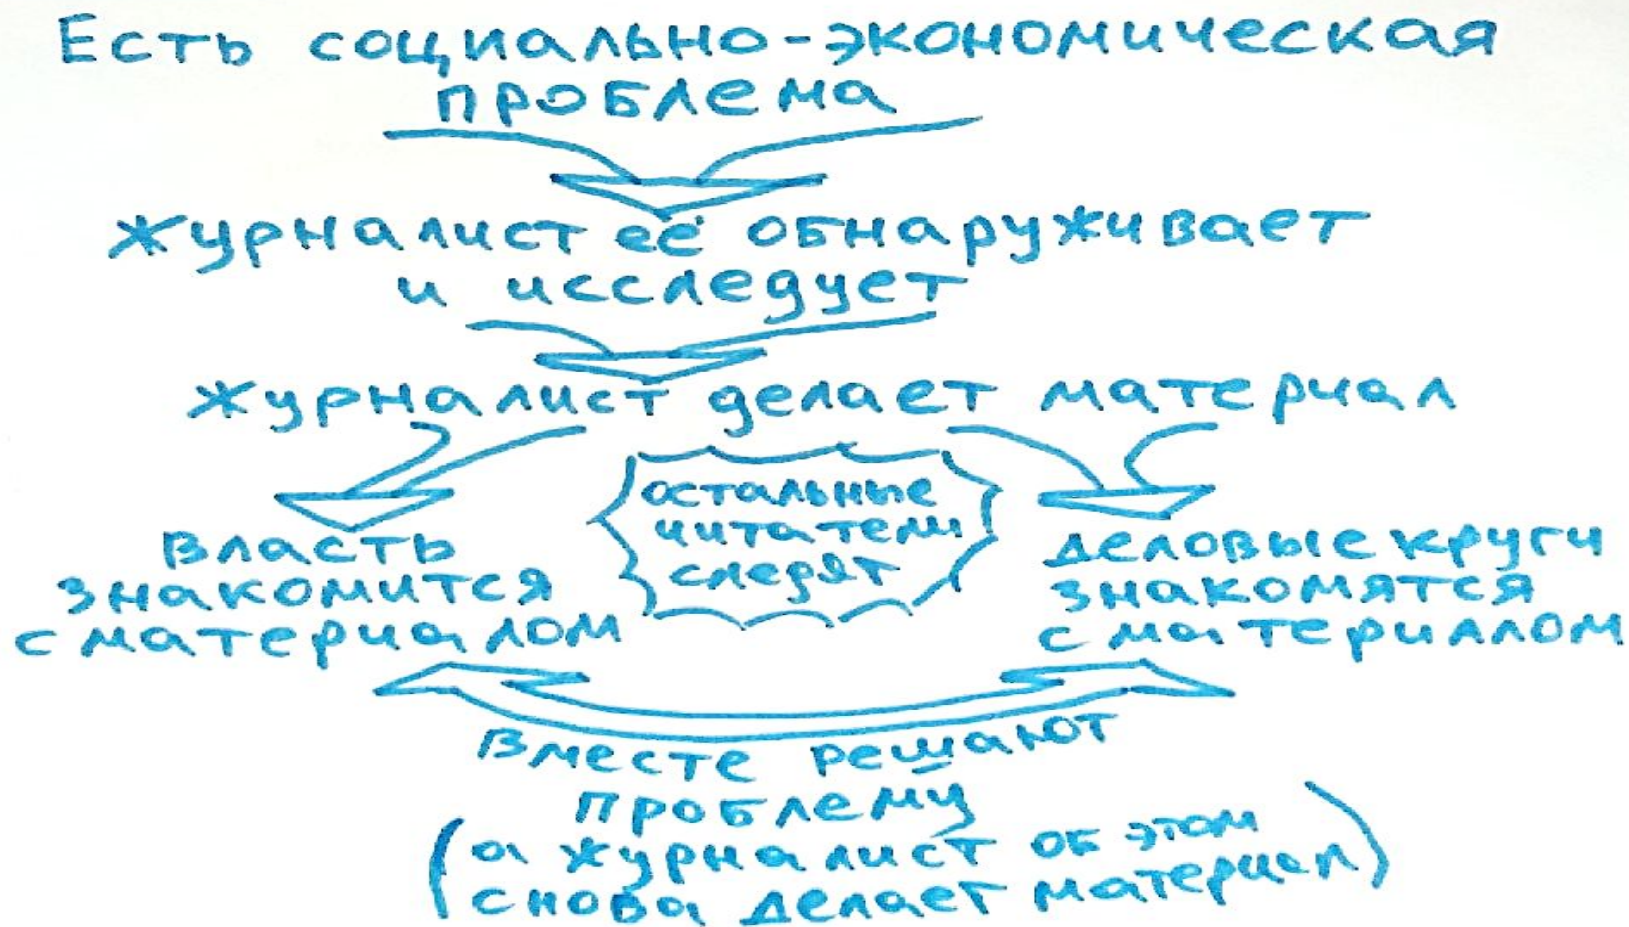 Есть социально-экономическая
проблема
журналист её обнаруживает
и исследует
журналист делает материал
остальные
читатели
следят
Власть
знакомится
с материалом
деловые круги
знакомятся
с материалом
Вместе решают
проблему
(а журналист об этом
снова делает материал)